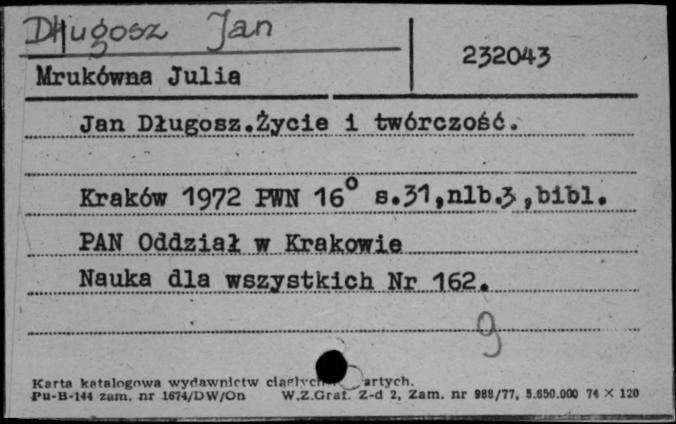 Długosz Jan
232043
Mrukówna Julia
Jan Długosz.Życie i twórczość.
Kraków 1972 PWN 16° s.31,nlb.3,bibl.
PAN Oddział w Krakowie
Nauka dla wszystkich Nr 162.
9
Karta katalogowa wydawnictw
Pu-B-144 zam. nr 1674/DW/On W.Z.Graf. Z-d 2, Zam. nr 988/77, 5.650.000 74 × 120